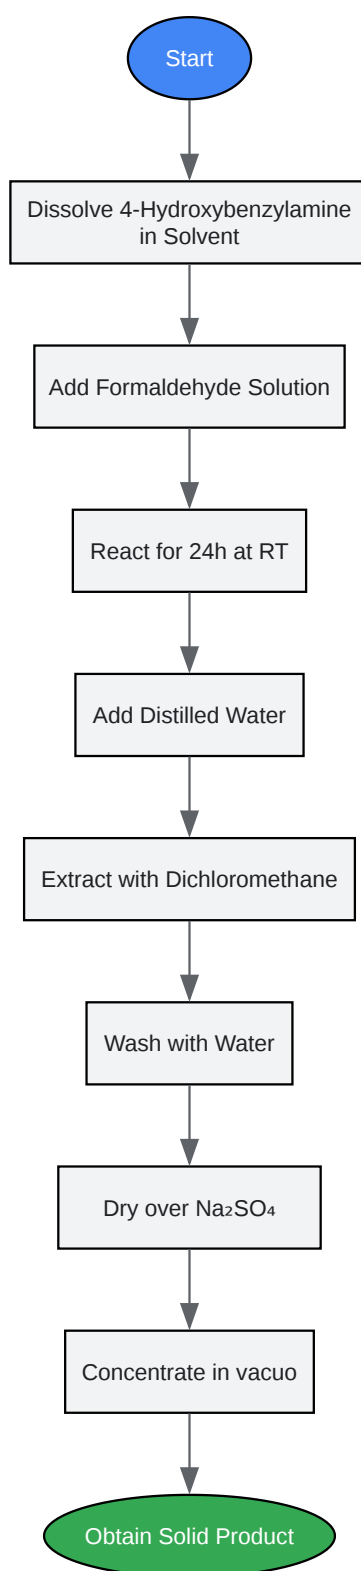 Start
Dissolve 4-Hydroxybenzylamine
in Solvent
Add Formaldehyde Solution
React for 24h at RT
Add Distilled Water
Extract with Dichloromethane
Wash with Water
Dry over Na₂SO₄
Concentrate in vacuo
Obtain Solid Product